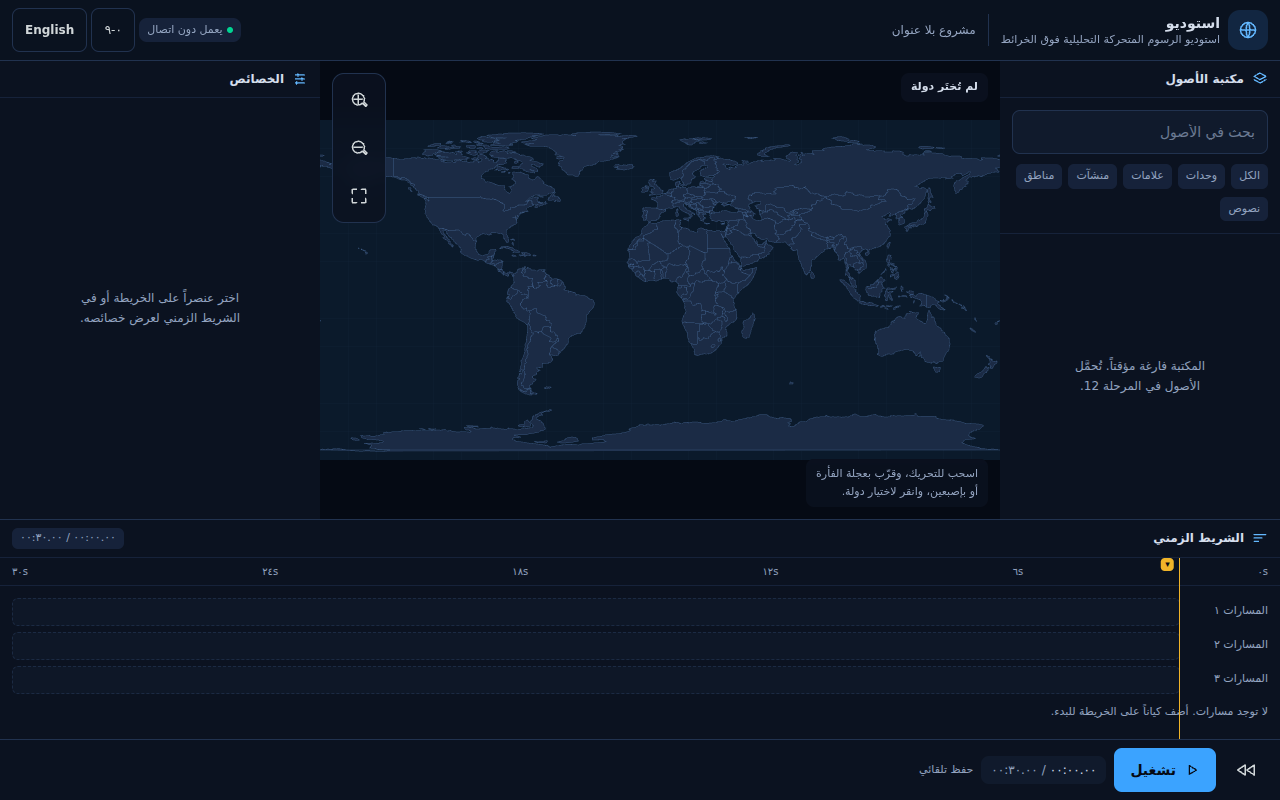 استوديو
استوديو الرسوم المتحركة التحليلية فوق الخرائط
مشروع بلا عنوان
يعمل دون اتصال
٠-٩
English
مكتبة الأصول
بحث في الأصول
الكل
وحدات
علامات
منشآت
مناطق
نصوص
المكتبة فارغة مؤقتاً. تُحمَّل
الأصول في المرحلة 12.
لم تُختَر دولة
اسحب للتحريك، وقرّب بعجلة الفأرة
أو بإصبعين، وانقر لاختيار دولة.
الخصائص
اختر عنصراً على الخريطة أو في
الشريط الزمني لعرض خصائصه.
الشريط الزمني
٠٠:٠٠.٠٠ / ٠٠:٣٠.٠٠
٠s
٦s
١٢s
١٨s
٢٤s
٣٠s
المسارات ١
المسارات ٢
المسارات ٣
لا توجد مسارات. أضف كياناً على الخريطة للبدء.
تشغيل
٠٠:٠٠.٠٠ / ٠٠:٣٠.٠٠
حفظ تلقائي